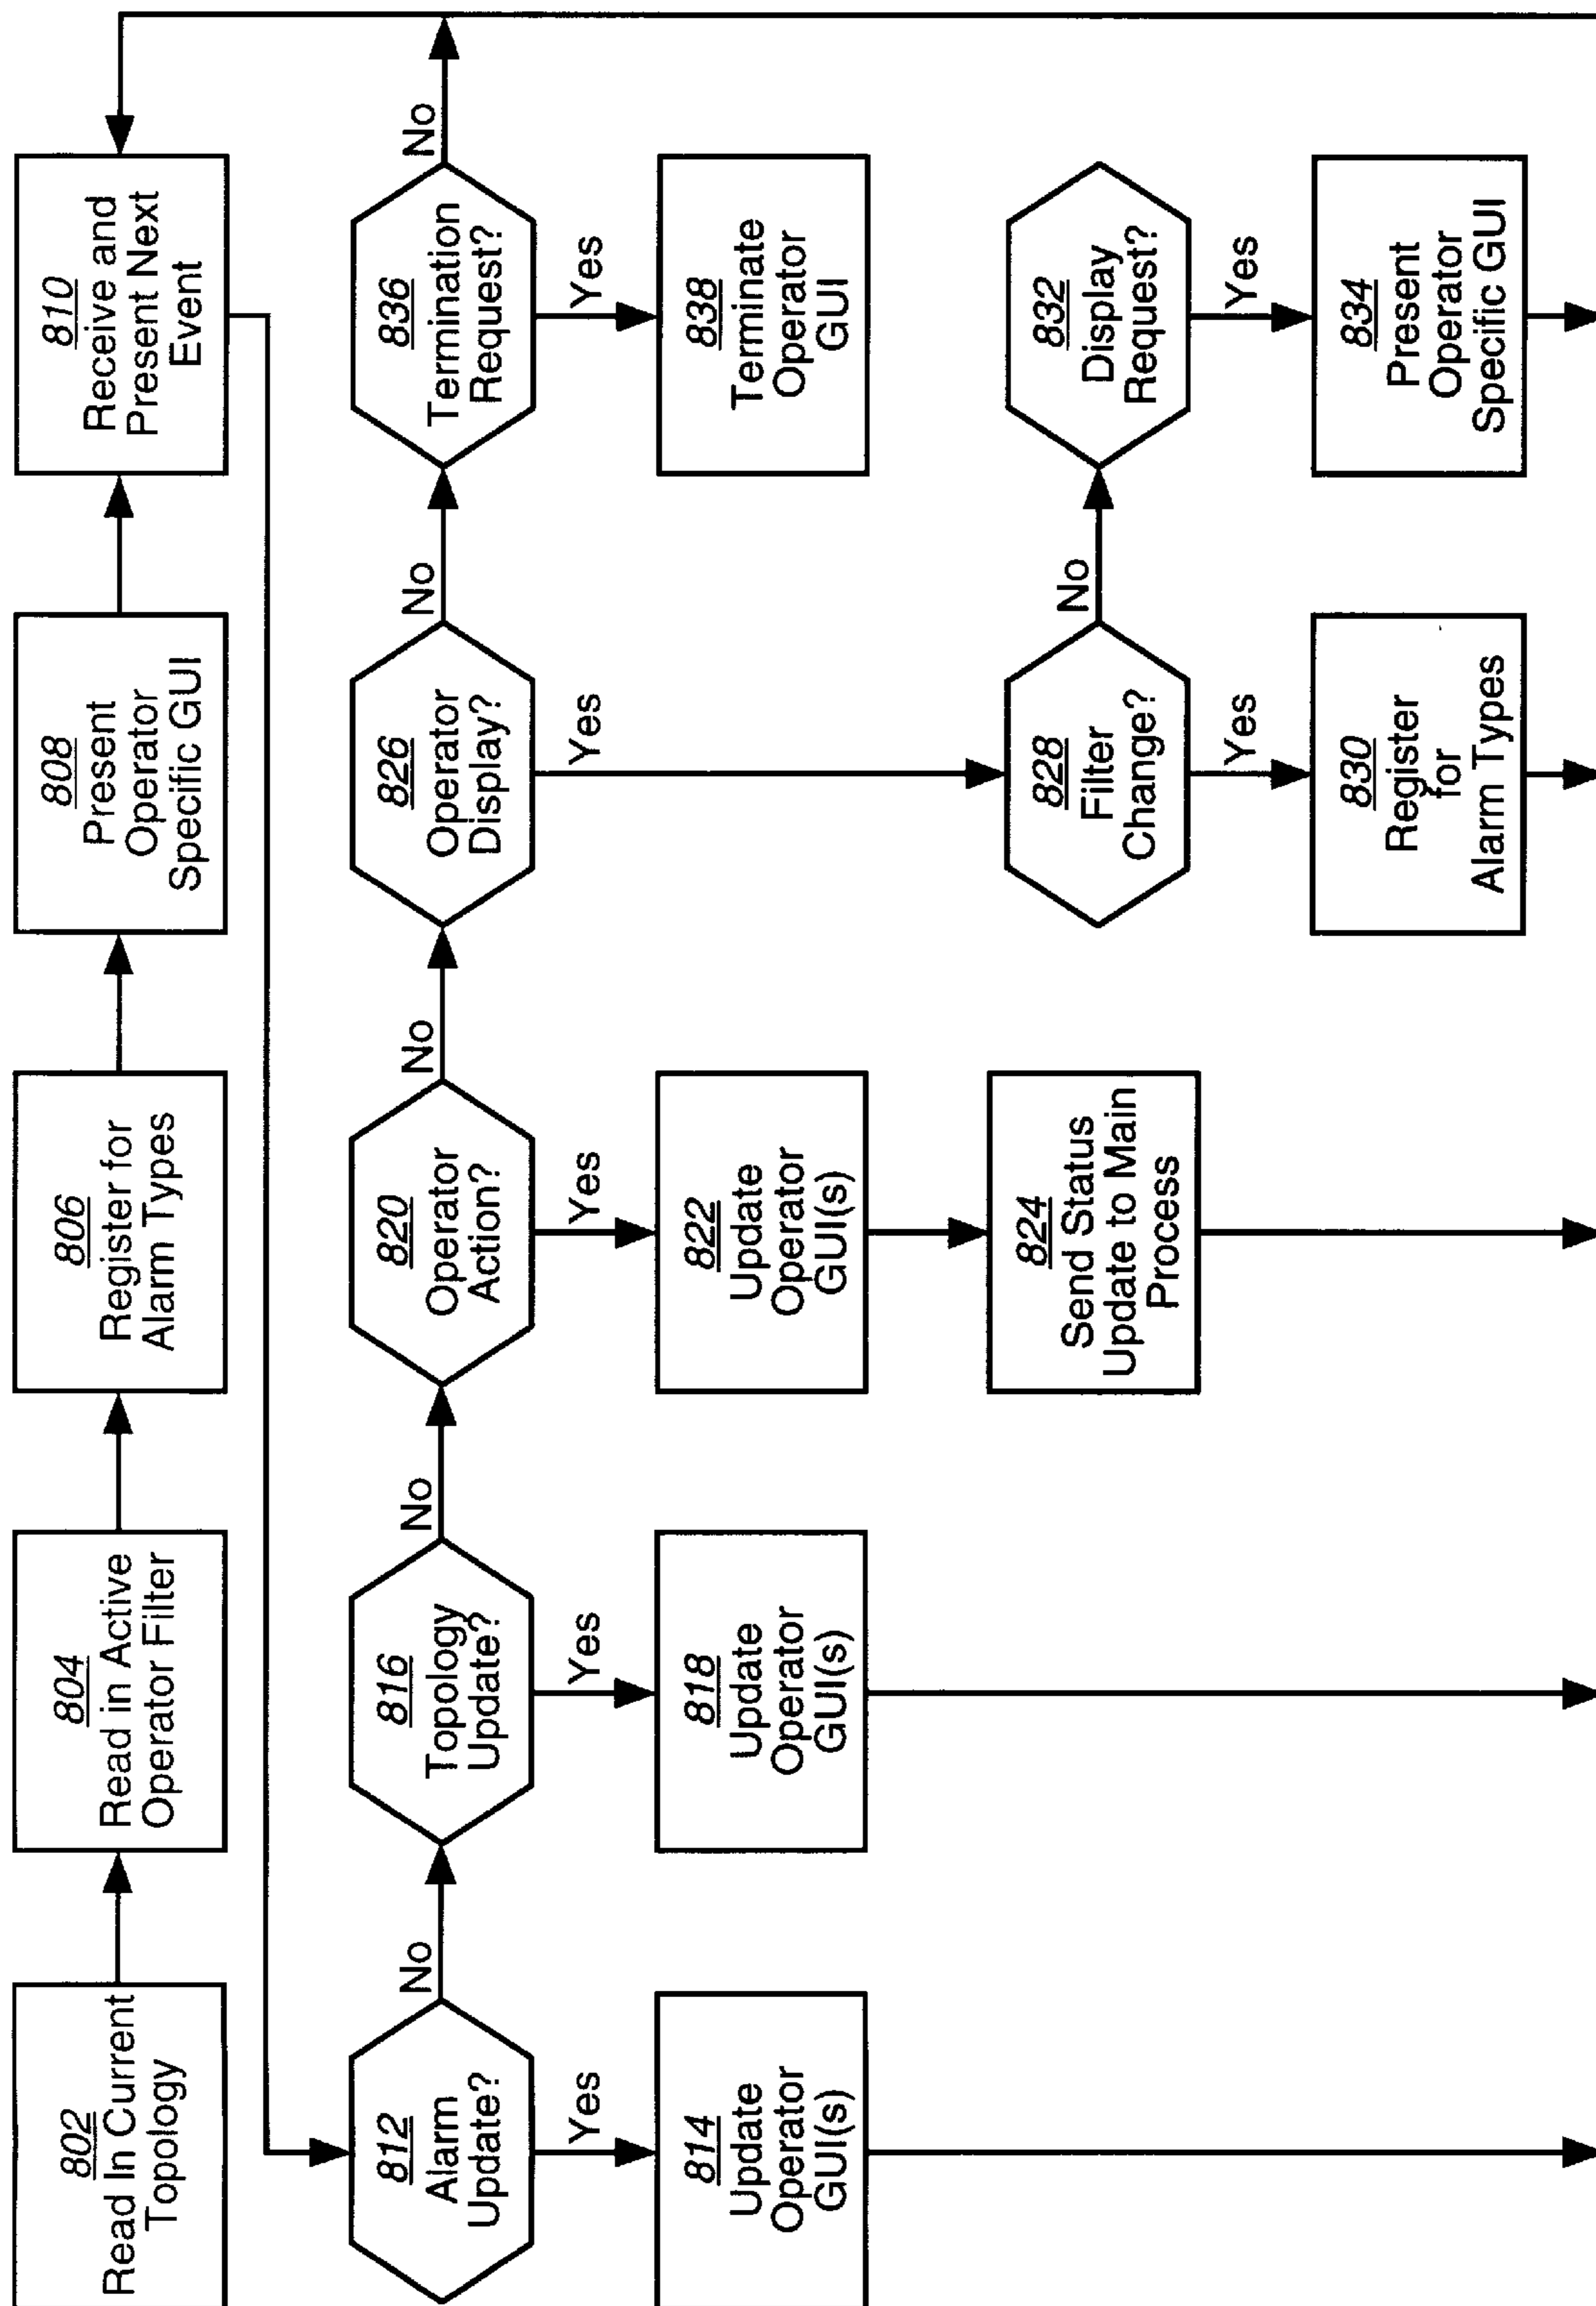 802
Read In Current
Topology
804
Read in Active
Operator Filter
806
Register for
Alarm Types
808
Present
Operator
Specific GUI
810
Receive and
Present Next
Event
812
Alarm
Update?
No
816
Topology
Update?
No
820
Operator
Action?
No
826
Operator
Display?
No
836
Termination
Request?
No
Yes
Yes
Yes
Yes
Yes
814
Update
Operator
GUI(s)
818
Update
Operator
GUI(s)
822
Update
Operator
GUI(s)
838
Terminate
Operator
GUI
824
Send Status
Update to Main
Process
828
Filter
Change?
No
832
Display
Request?
Yes
Yes
830
Register
for
Alarm Types
834
Present
Operator
Specific GUI